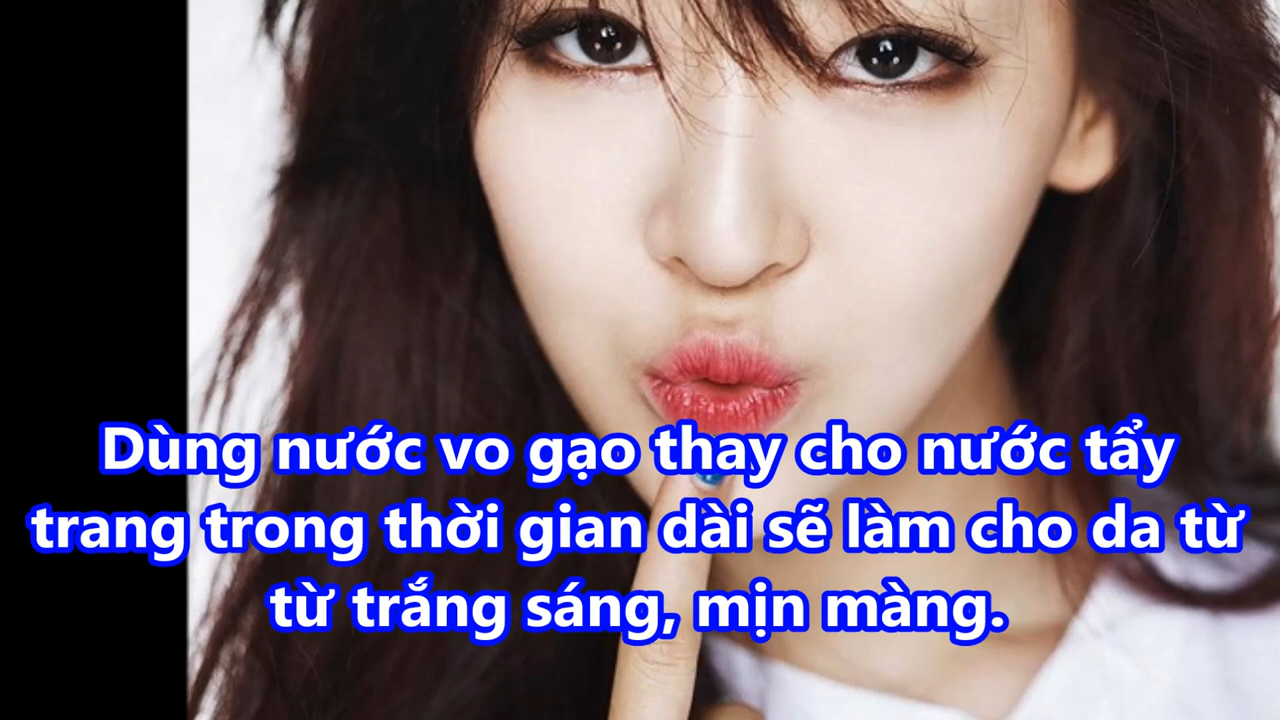 Dùng nước vo gạo thay cho nước tẩy
trang trong thời gian dài sẽ làm cho da từ
từ trắng sáng, mịn màng.